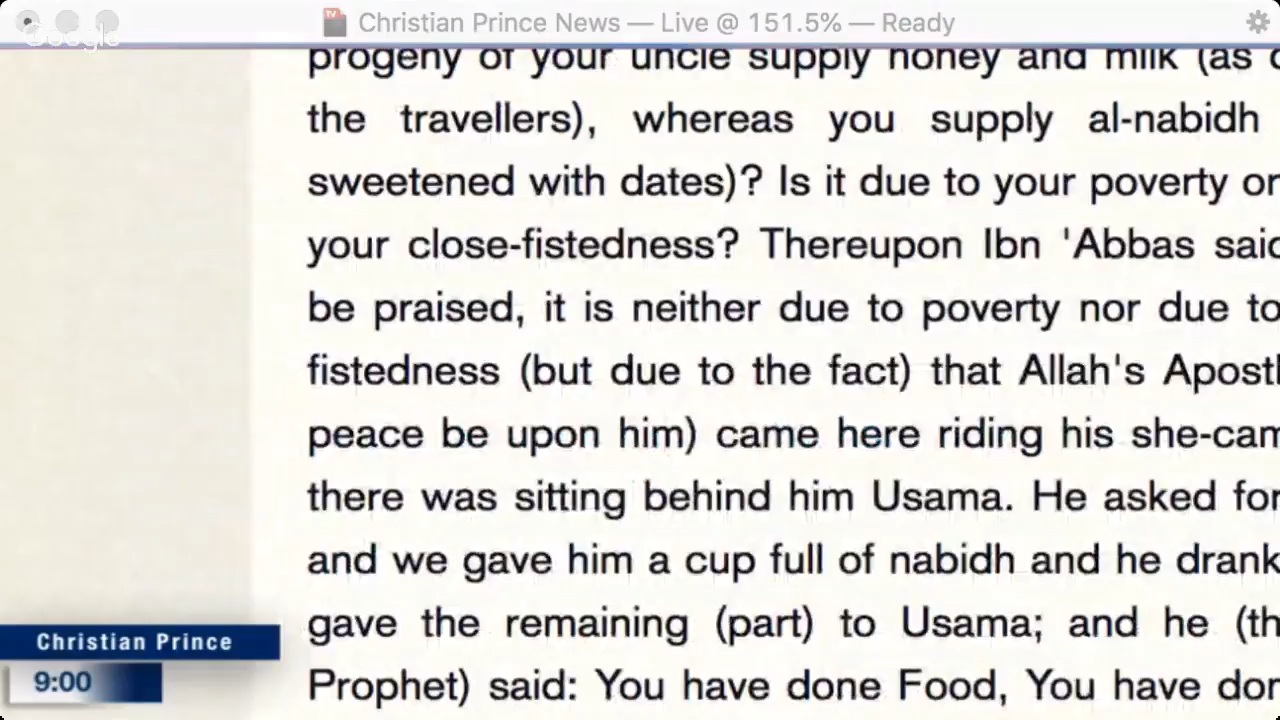 Christian Prince News — Live @ 151.5% — Ready
Google
progeny of your uncle supply honey and milk (as
the travellers), whereas you supply al-nabidh
sweetened with dates)? Is it due to your poverty or
your close-fistedness? Thereupon Ibn 'Abbas said
be praised, it is neither due to poverty nor due to
fistedness (but due to the fact) that Allah's Apostl
peace be upon him) came here riding his she-cam
there was sitting behind him Usama. He asked for
and we gave him a cup full of nabidh and he drank
gave the remaining (part) to Usama; and he (th
Prophet) said: You have done Food, You have don
Christian Prince
9:00